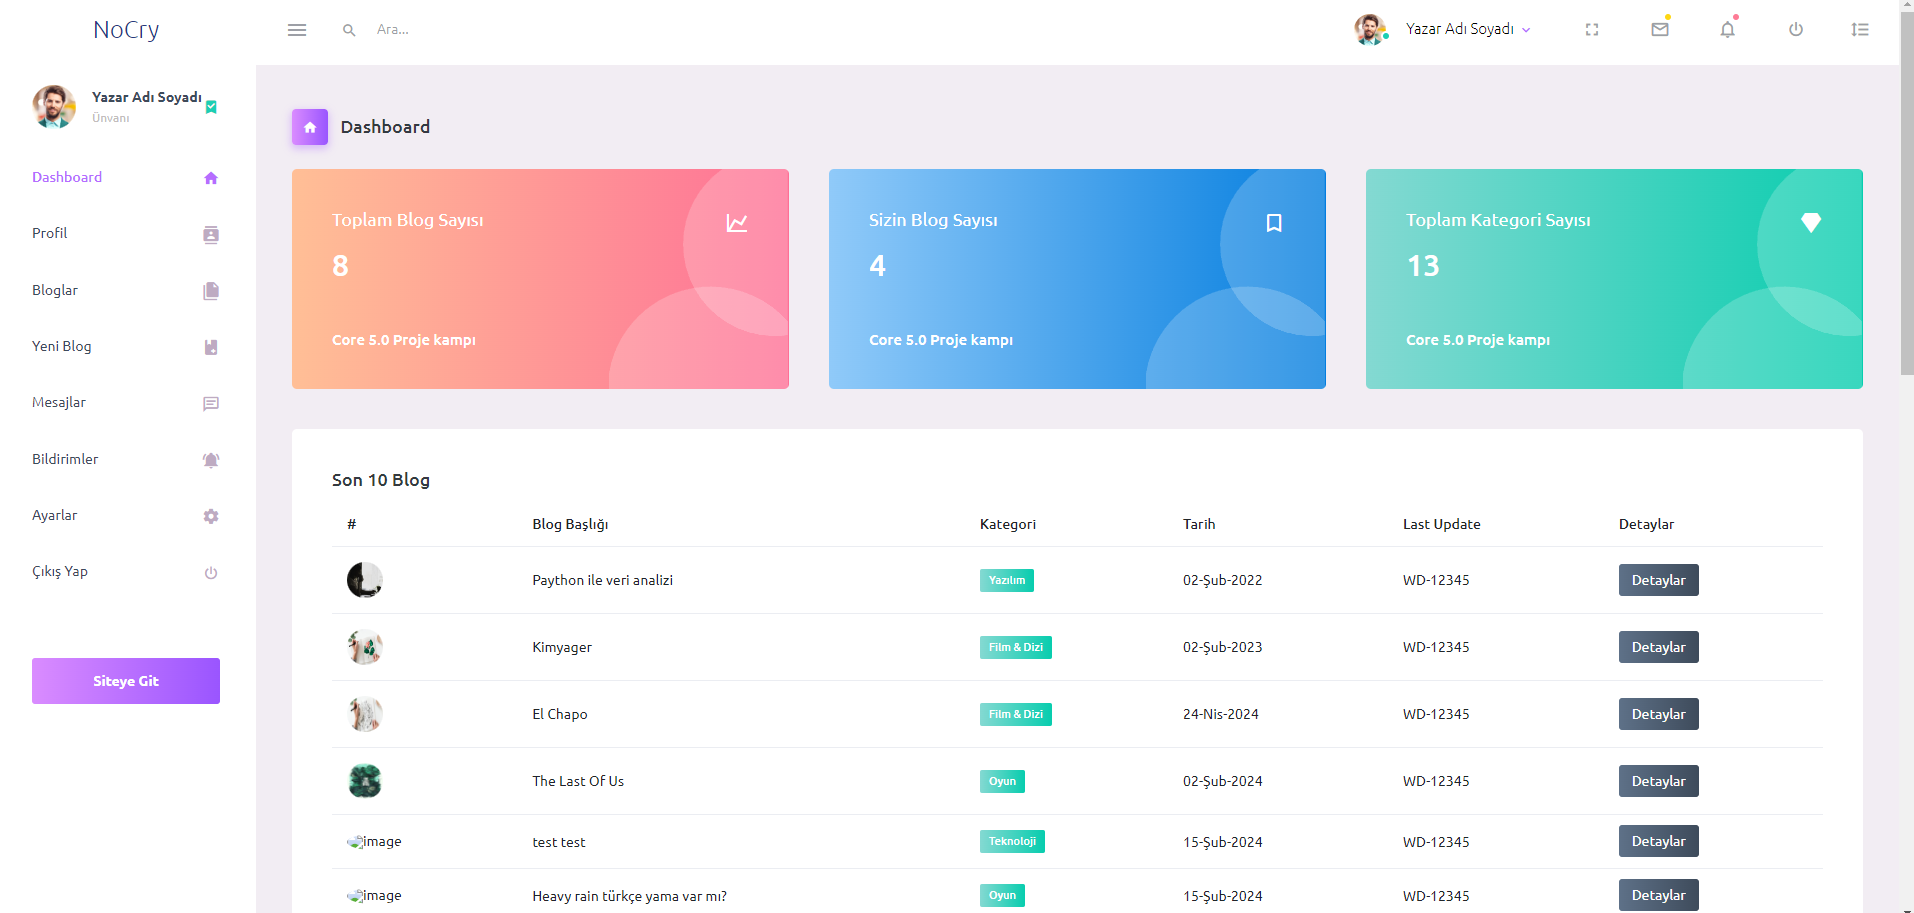 NoCry
Ara...
Yazar Adı Soyadı
Yazar Adı Soyadı
Ünvanı
Dashboard
Profil
Bloglar
Yeni Blog
Mesajlar
Bildirimler
Ayarlar
Çıkış Yap
Siteye Git
Dashboard
Toplam Blog Sayısı
8
Core 5.0 Proje kampı
Sizin Blog Sayısı
4
Core 5.0 Proje kampı
Toplam Kategori Sayısı
13
Core 5.0 Proje kampı
Son 10 Blog
# Blog Başlığı Kategori Tarih Last Update Detaylar
Paython ile veri analizi Yazılım 02-Şub-2022 WD-12345 Detaylar
Kimyager Film & Dizi 02-Şub-2023 WD-12345 Detaylar
El Chapo Film & Dizi 24-Nis-2024 WD-12345 Detaylar
The Last Of Us Oyun 02-Şub-2024 WD-12345 Detaylar
image test test Teknoloji 15-Şub-2024 WD-12345 Detaylar
image Heavy rain türkçe yama var mı? Oyun 15-Şub-2024 WD-12345 Detaylar